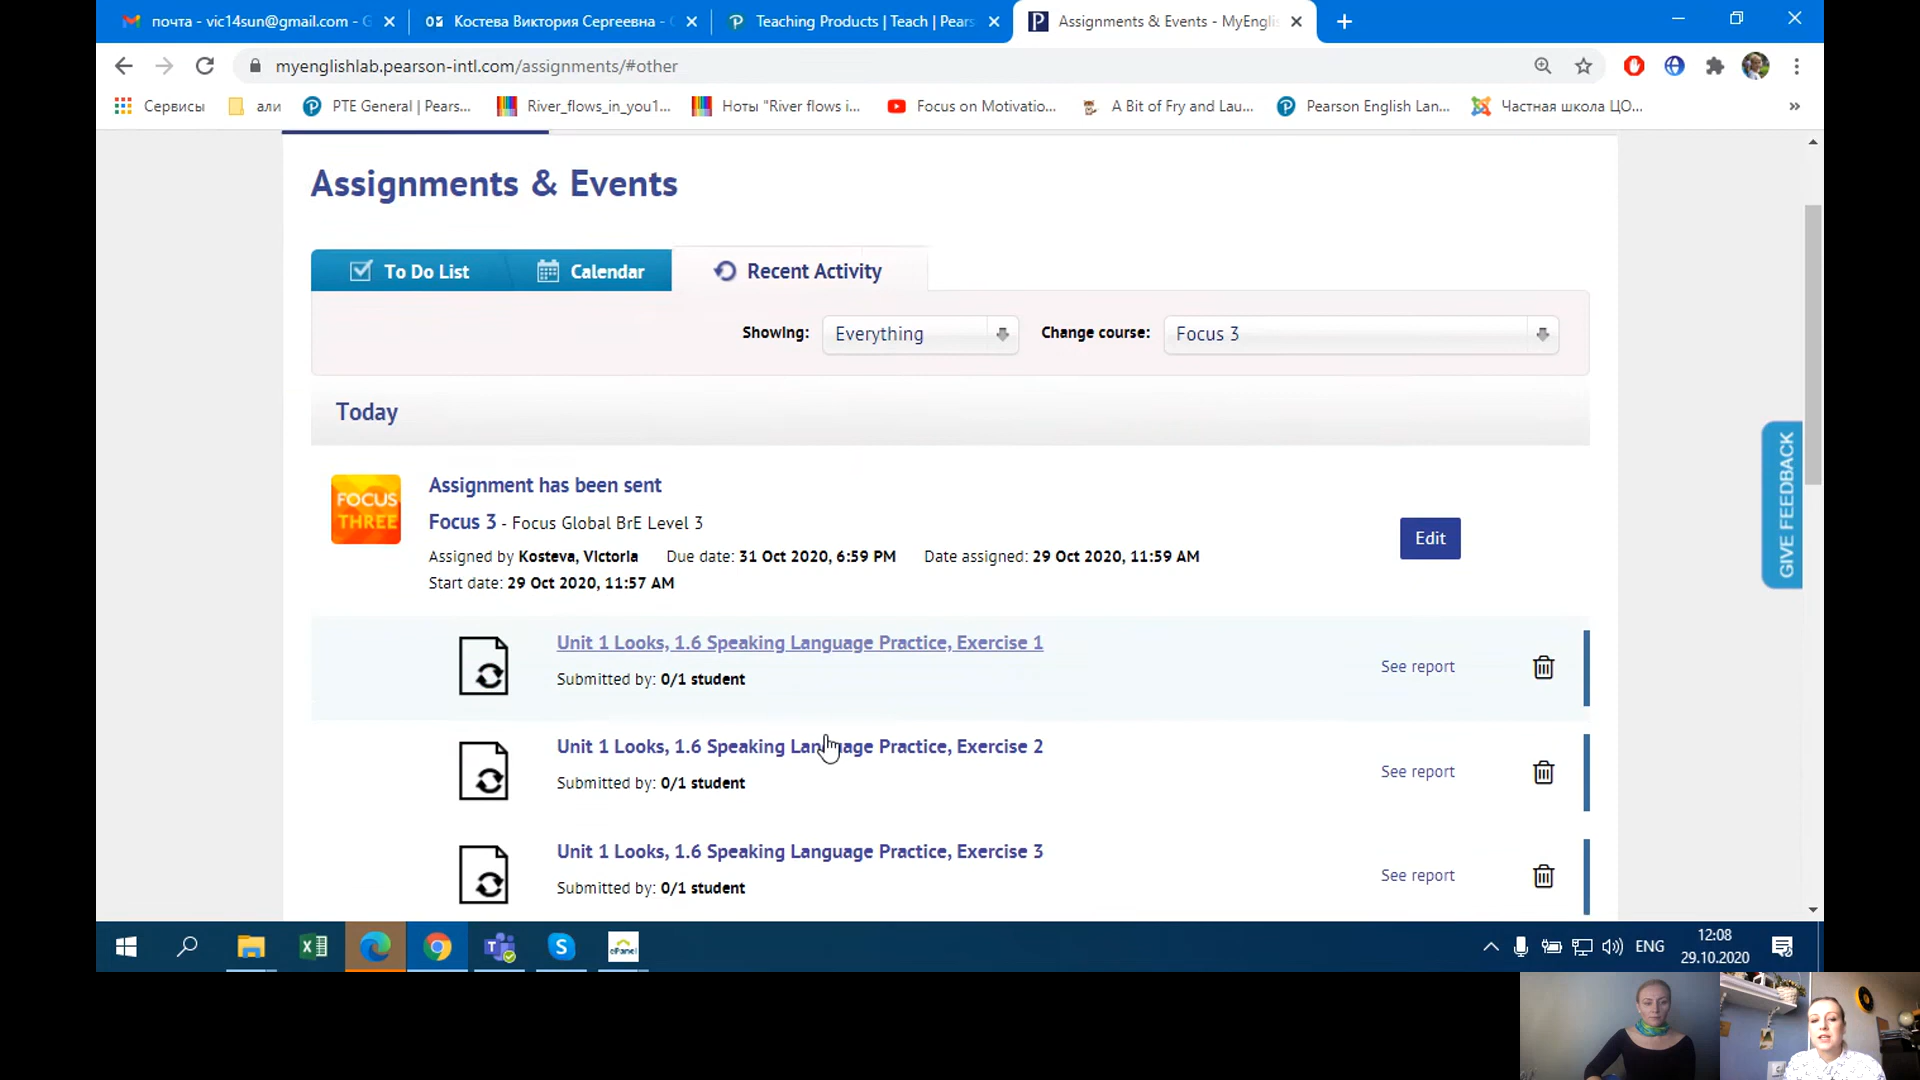 почта - vic14sun@gmail.com - G
Костева Виктория Сергеевна -
Teaching Products | Teach | Pears
Assignments & Events - MyEngli
myenglishlab.pearson-intl.com/assignments/#other
Сервисы
али
PTE General | Pears...
River_flows_in_you1...
Ноты "River flows i...
Focus on Motivatio...
A Bit of Fry and Lau...
Pearson English Lan...
Частная школа ЦО...
»
Assignments & Events
To Do List
Calendar
Recent Activity
Showing:
Everything
Change course:
Focus 3
Today
FOCUS
THREE
Assignment has been sent
Focus 3 - Focus Global BrE Level 3
Edit
Assigned by Kosteva, VIctoria Due date: 31 Oct 2020, 6:59 PM Date assigned: 29 Oct 2020, 11:59 AM
Start date: 29 Oct 2020, 11:57 AM
GIVE FEEDBACK
Unit 1 Looks, 1.6 Speaking Language Practice, Exercise 1
Submitted by: 0/1 student
See report
Unit 1 Looks, 1.6 Speaking Language Practice, Exercise 2
Submitted by: 0/1 student
See report
Unit 1 Looks, 1.6 Speaking Language Practice, Exercise 3
Submitted by: 0/1 student
See report
ePanel
ENG
12:08
29.10.2020